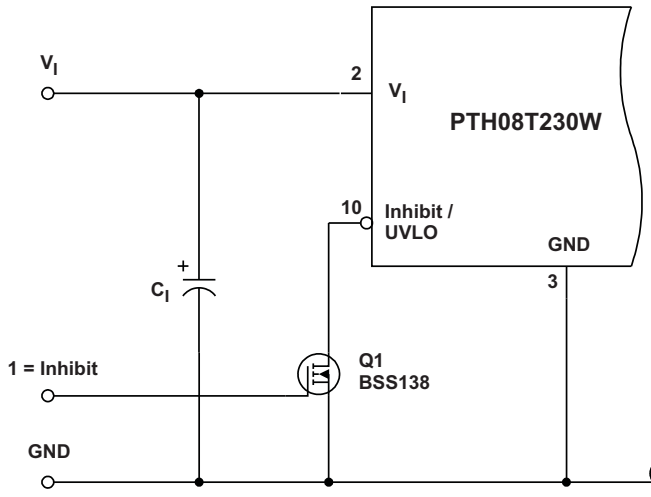 V_I
2
V_I
PTH08T230W
10
Inhibit /
UVLO
GND
3
+
C_I
Q1
BSS138
1 = Inhibit
GND